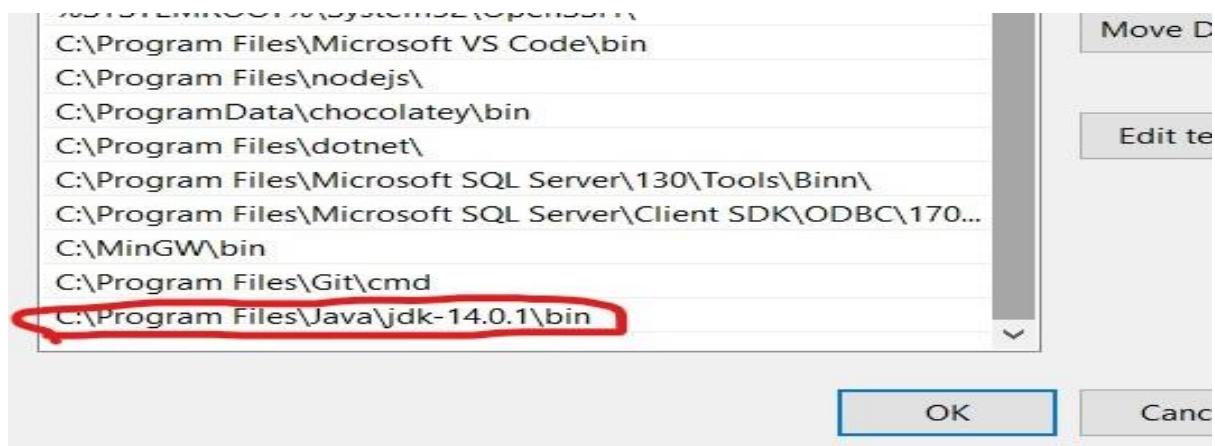 C:\Program Files\Microsoft VS Code\bin
C:\Program Files\nodejs\
C:\ProgramData\chocolatey\bin
C:\Program Files\dotnet\
C:\Program Files\Microsoft SQL Server\130\Tools\Binn\
C:\Program Files\Microsoft SQL Server\Client SDK\ODBC\170...
C:\MinGW\bin
C:\Program Files\Git\cmd
C:\Program Files\Java\jdk-14.0.1\bin
Move D
Edit te
OK
Canc